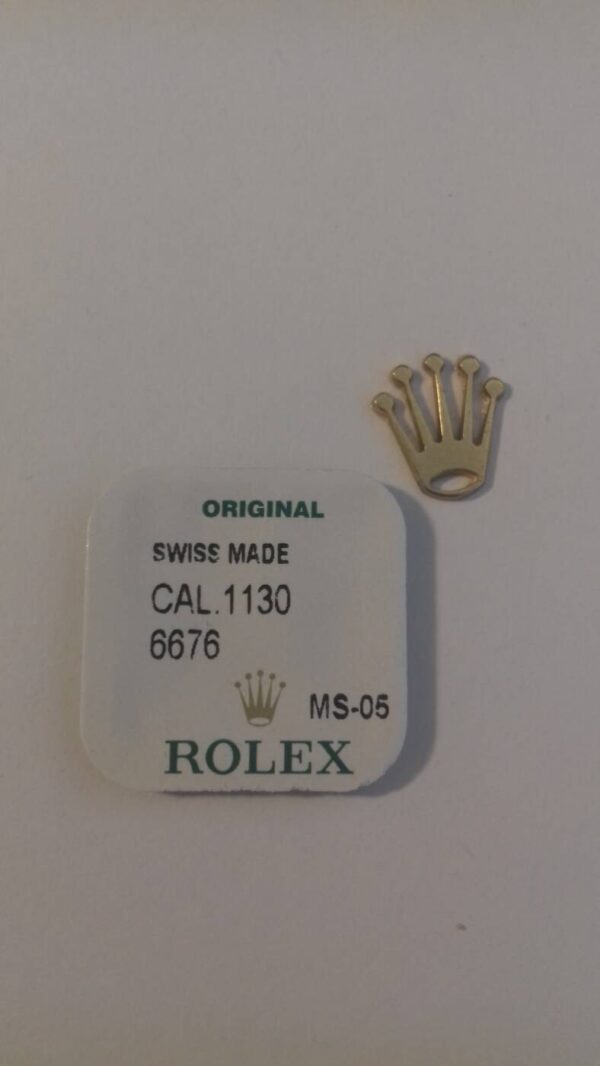 ORIGINAL
SWISS MADE
CAL.1130
6676
MS-05
ROLEX